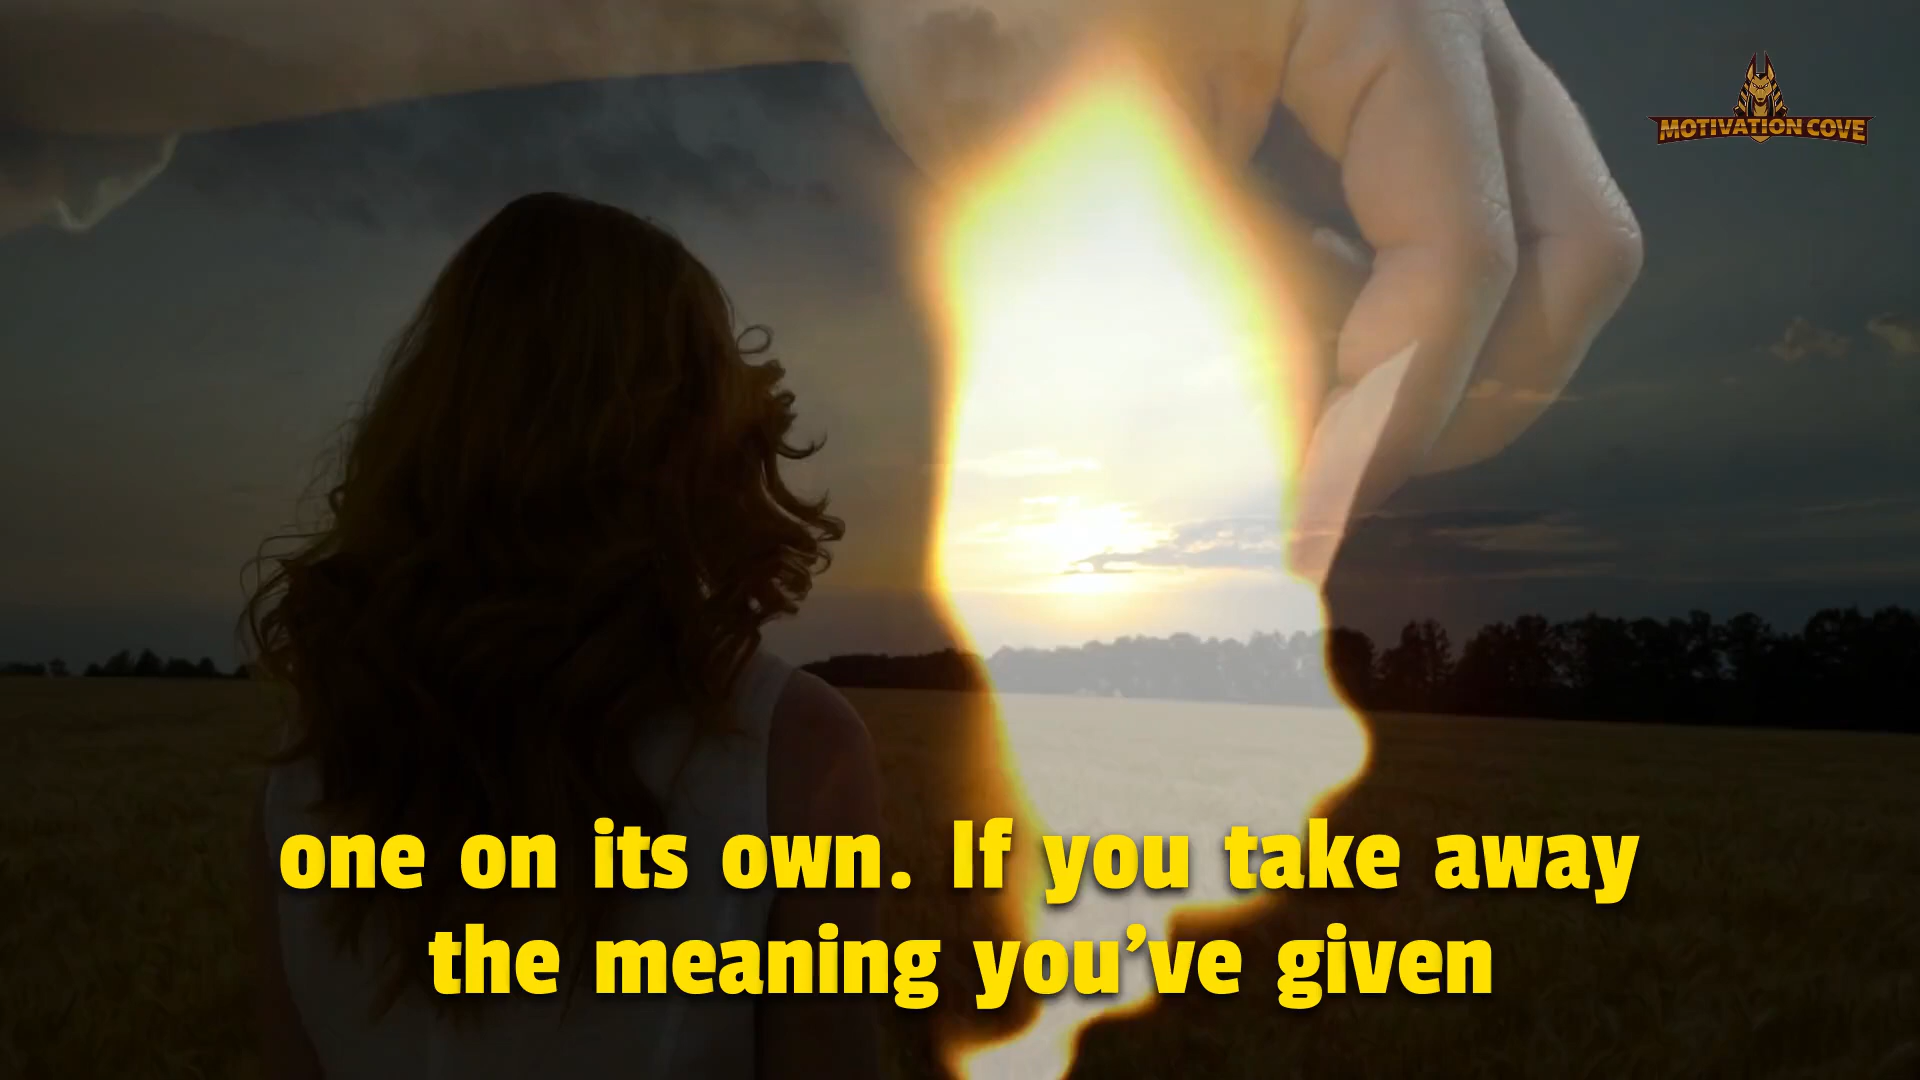 MOTIVATION COVE
one on its own. If you take away
the meaning you’ve given